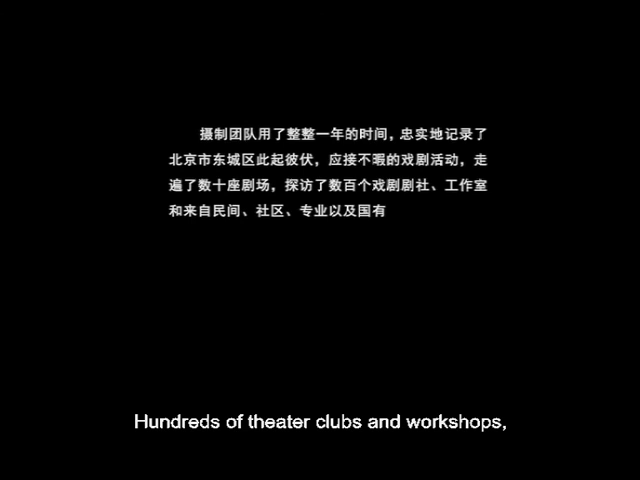 摄制团队用了整整一年的时间，忠实地记录了
北京市东城区此起彼伏，应接不暇的戏剧活动，走
遍了数十座剧场，探访了数百个戏剧剧社、工作室
和来自民间、社区、专业以及国有
Hundreds of theater clubs and workshops,